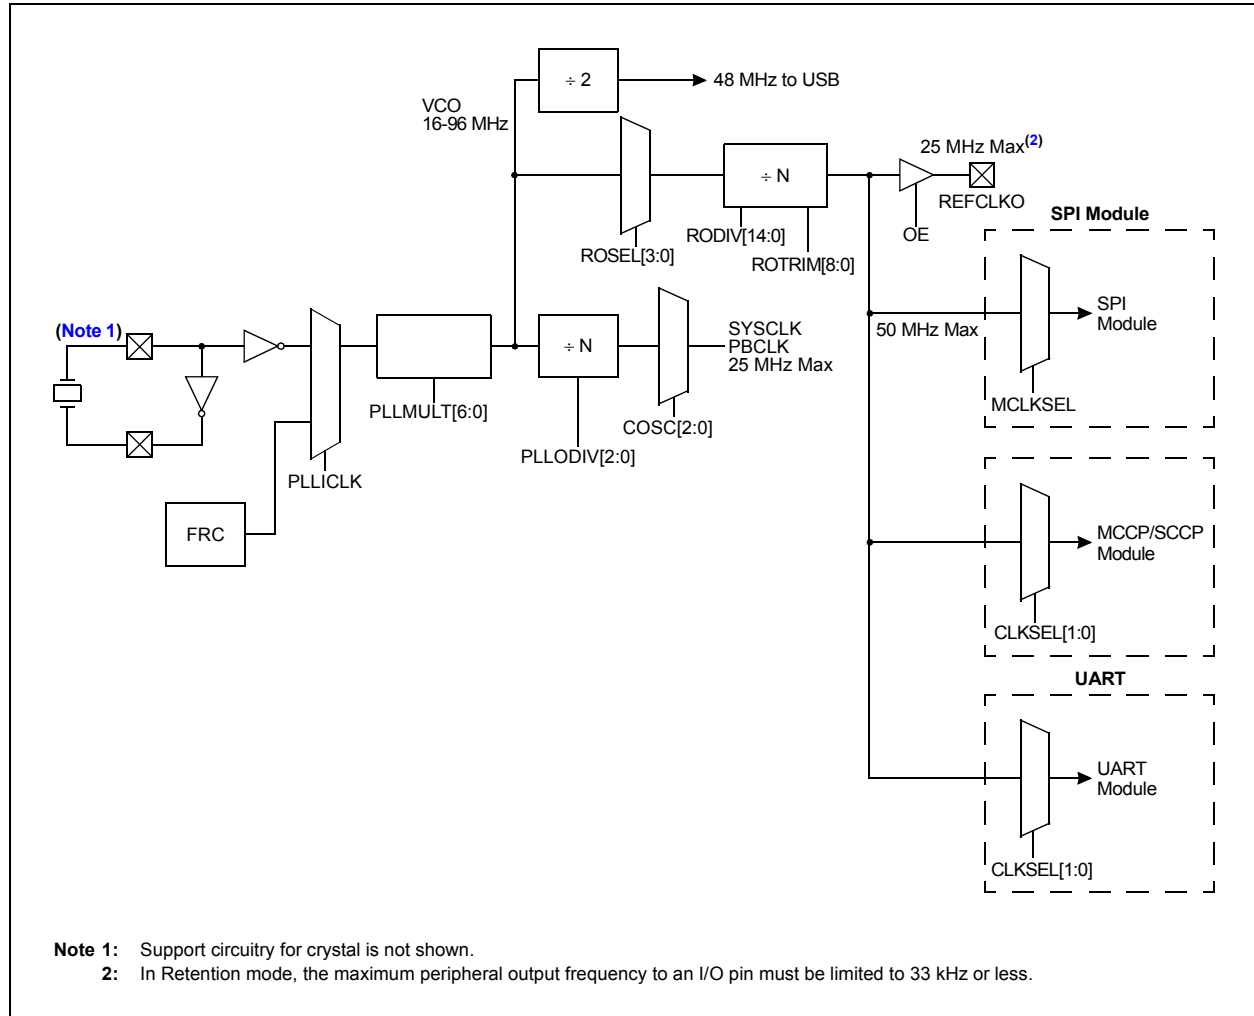 ÷ 2
48 MHz to USB
VCO
16-96 MHz
25 MHz Max(2)
÷ N
REFCLKO
SPI Module
RODIV[14:0]
OE
ROSEL[3:0]
ROTRIM[8:0]
(Note 1)
SPI
Module
50 MHz Max
SYSCLK
PBCLK
25 MHz Max
÷ N
MCLKSEL
PLLMULT[6:0]
COSC[2:0]
PLLODIV[2:0]
PLLICLK
FRC
MCCP/SCCP
Module
CLKSEL[1:0]
UART
UART
Module
CLKSEL[1:0]
Note 1: Support circuitry for crystal is not shown.
2: In Retention mode, the maximum peripheral output frequency to an I/O pin must be limited to 33 kHz or less.